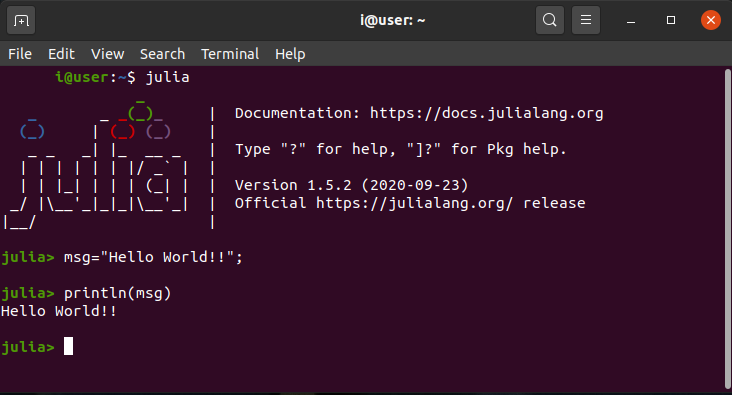 i@user: ~
File Edit View Search Terminal Help
i@user:~$ julia
               _
   _       _ _(_)_     |  Documentation: https://docs.julialang.org
  (_)     | (_) (_)    |
   _ _   _| |_  __ _   |  Type "?" for help, "]?" for Pkg help.
  | | | | | | |/ _` |  |
  | | |_| | | | (_| |  |  Version 1.5.2 (2020-09-23)
 _/ |\__'_|_|_|\__'_|  |  Official https://julialang.org/ release
|__/                   |
julia> msg="Hello World!!";
julia> println(msg)
Hello World!!
julia>